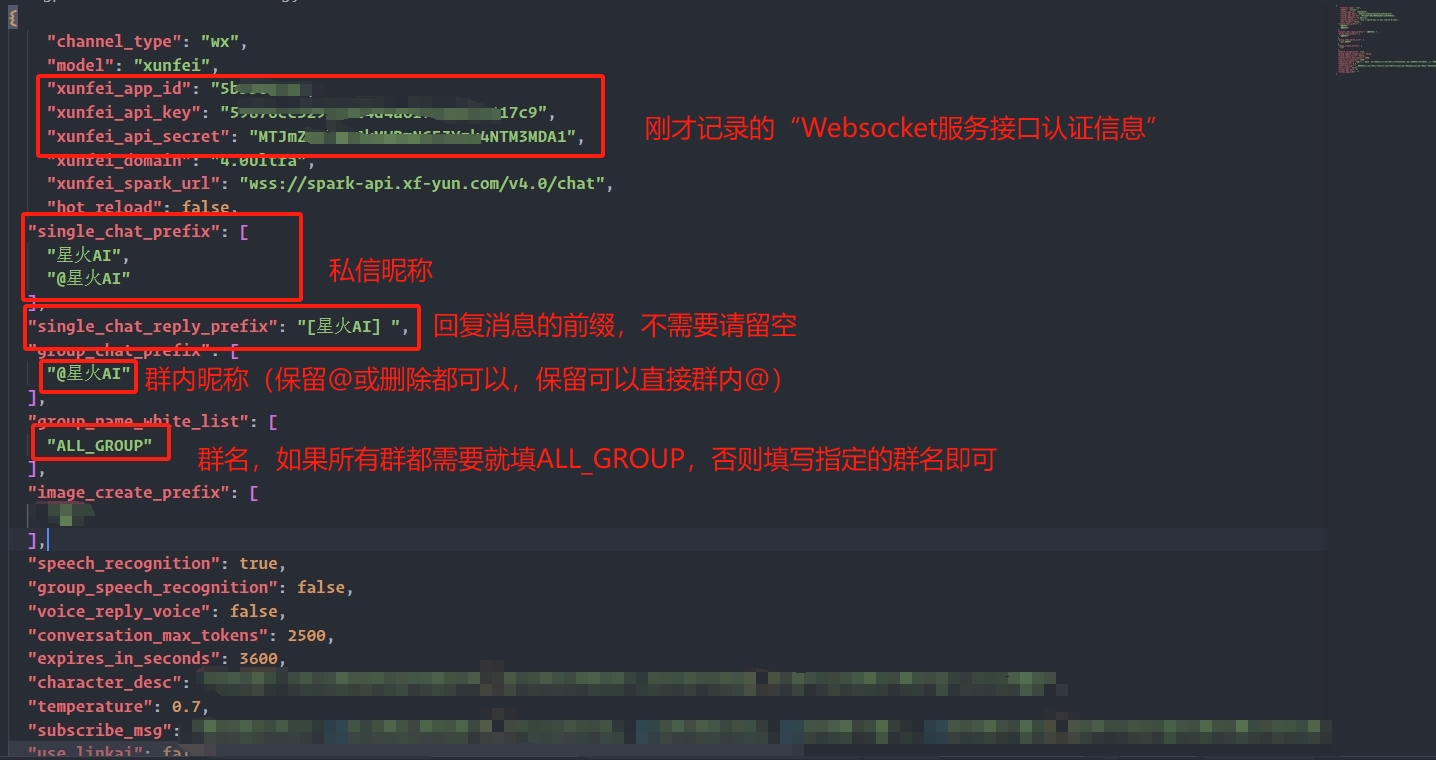 {
"channel_type": "wx",
"model": "xunfei",
"xunfei_app_id": "5b
"xunfei_api_key": "5 17c9",
"xunfei_api_secret": "MTJmZ 4NTM3MDA1",
刚才记录的“Websocket服务接口认证信息”
"xunfei_domain": "4.0Ultra",
"xunfei_spark_url": "wss://spark-api.xf-yun.com/v4.0/chat",
"hot_reload": false,
"single_chat_prefix": [
"星火AI",
"@星火AI"
私信昵称
],
"single_chat_reply_prefix": "[星火AI] ",
回复消息的前缀，不需要请留空
"group_chat_prefix": [
"@星火AI"
群内昵称（保留@或删除都可以，保留可以直接群内@）
],
"group_name_white_list": [
"ALL_GROUP"
群名，如果所有群都需要就填ALL_GROUP，否则填写指定的群名即可
],
"image_create_prefix": [
],
"speech_recognition": true,
"group_speech_recognition": false,
"voice_reply_voice": false,
"conversation_max_tokens": 2500,
"expires_in_seconds": 3600,
"character_desc":
"temperature": 0.7,
"subscribe_msg":
"use_linkai": fa